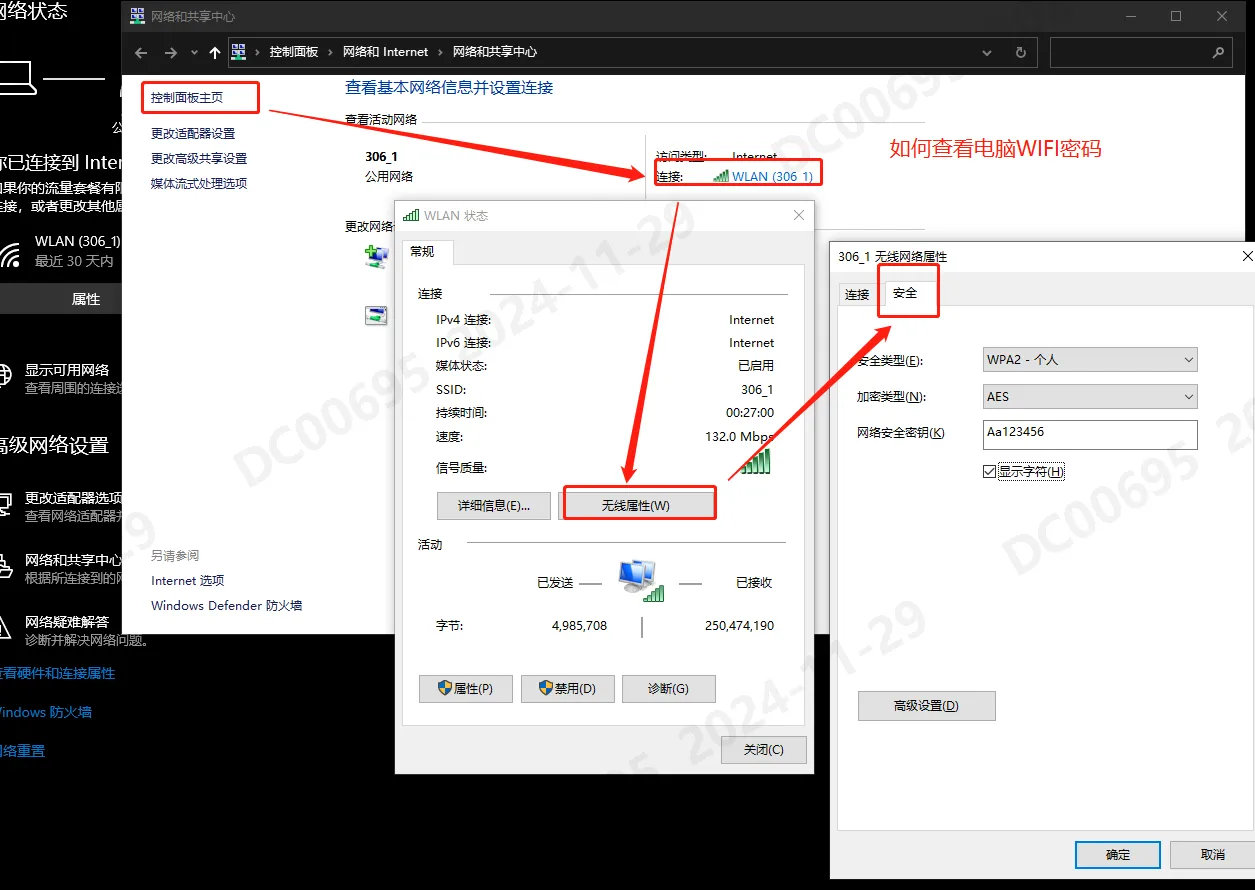 网络状态
公
你已连接到 Inter
如果你的流量套餐有限
连接，或者更改其他属
WLAN (306_1)
最近 30 天内
属性
显示可用网络
查看周围的连接选
高级网络设置
更改适配器选项
查看网络适配器并
网络和共享中心
根据所连接到的网
网络疑难解答
诊断并解决网络问题。
查看硬件和连接属性
Windows 防火墙
网络重置
网络和共享中心
控制面板 › 网络和 Internet › 网络和共享中心
控制面板主页
更改适配器设置
更改高级共享设置
媒体流式处理选项
另请参阅
Internet 选项
Windows Defender 防火墙
查看基本网络信息并设置连接
查看活动网络
306_1
公用网络
访问类型: Internet
连接: WLAN (306_1)
更改网络
如何查看电脑WIFI密码
WLAN 状态
常规
连接
IPv4 连接: Internet
IPv6 连接: Internet
媒体状态: 已启用
SSID: 306_1
持续时间: 00:27:00
速度: 132.0 Mbps
信号质量:
详细信息(E)... 无线属性(W)
活动
已发送 已接收
字节: 4,985,708 250,474,190
属性(P) 禁用(D) 诊断(G)
关闭(C)
306_1 无线网络属性
连接 安全
安全类型(E): WPA2 - 个人
加密类型(N): AES
网络安全密钥(K) Aa123456
显示字符(H)
高级设置(D)
确定 取消
DC00695 2024-11-29
DC00695
DC00695 20
95 2024-11-29
9